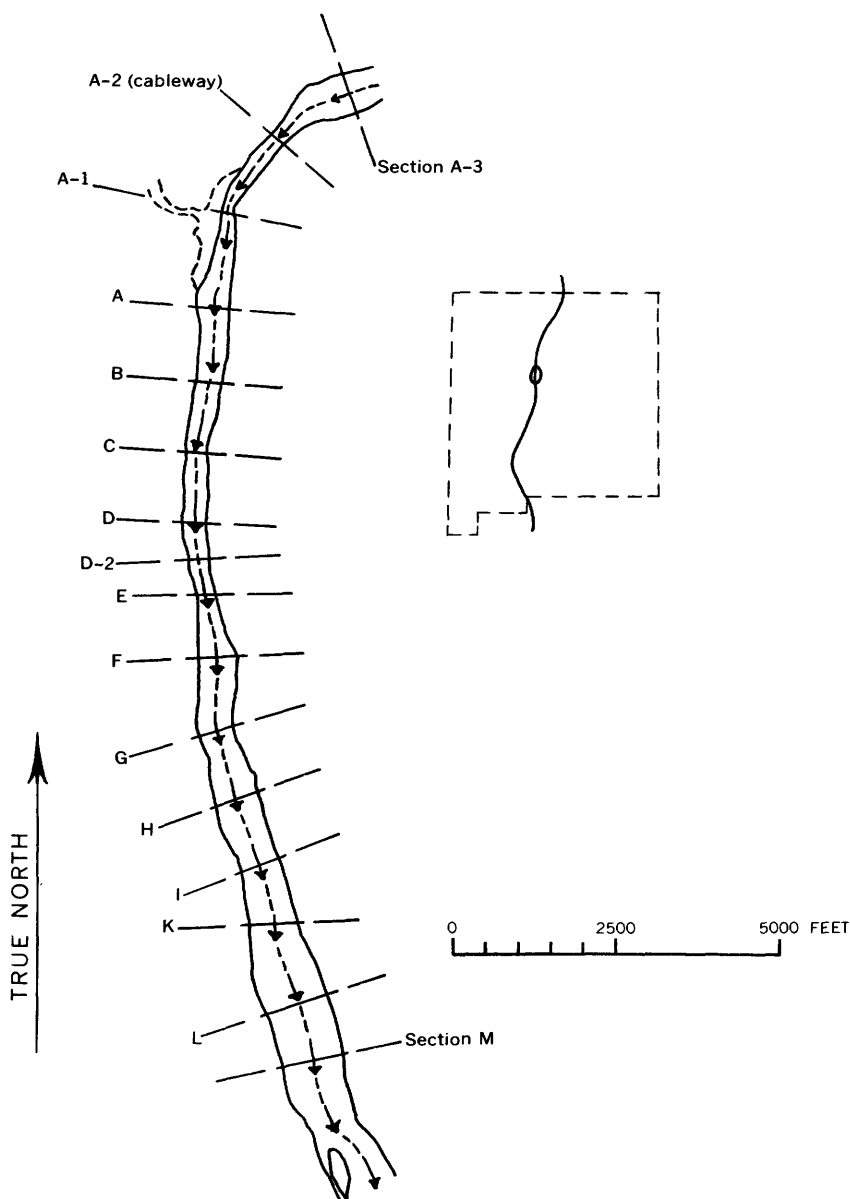 A-2 (cableway)
Section A-3
A-1
A
B
C
D
D-2
E
F
G
H
I
K
L
Section M
TRUE NORTH
0 2500 5000 FEET